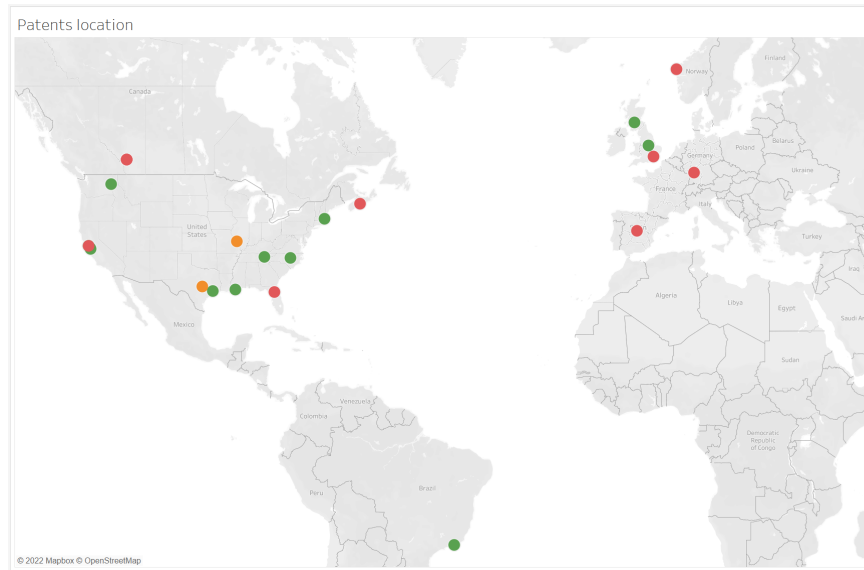 Patents location
Canada
Norway
Finland
Belarus
Poland
Germany
Ukraine
France
Italy
United
States
Turkey
Iraq
Algeria
Libya
Egypt
Saudi Ar
Mexico
Sudan
Venezuela
Colombia
Democratic
Republic
of Congo
Peru
Brazil
© 2022 Mapbox © OpenStreetMap